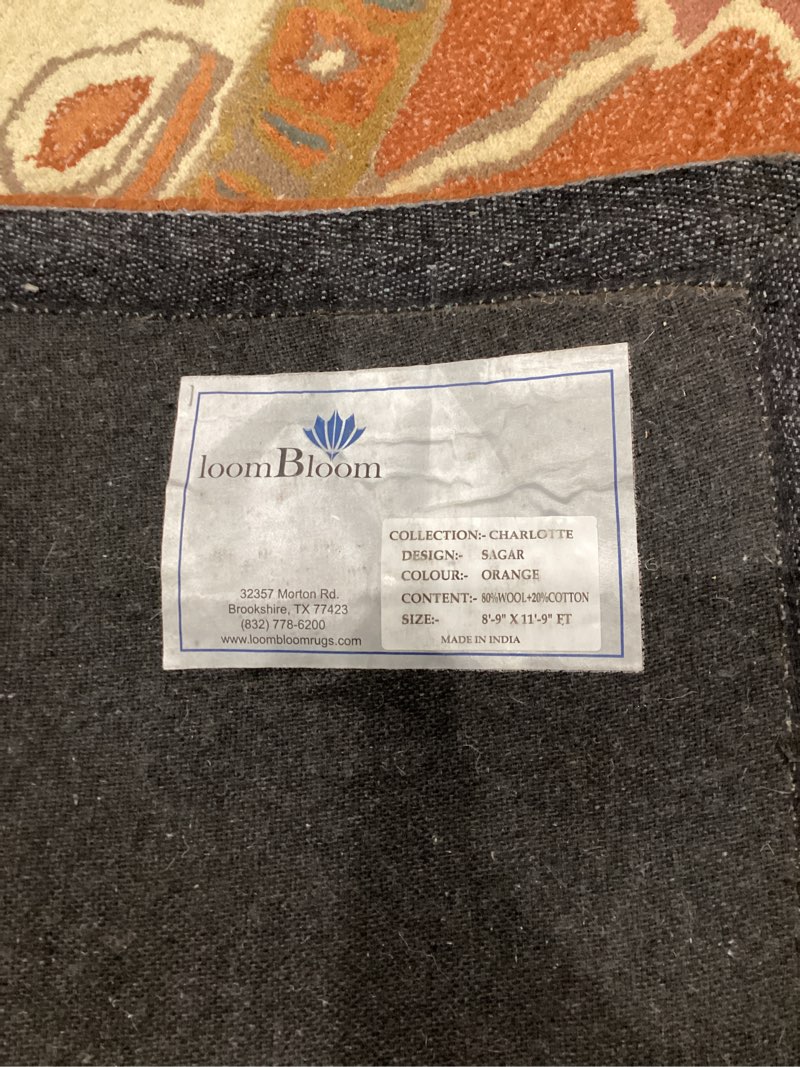 loomBloom
COLLECTION:- CHARLOTTE
DESIGN:- SAGAR
COLOUR:- ORANGE
CONTENT:- 80%WOOL+20%COTTON
SIZE:- 8'-9" X 11'-9" FT
MADE IN INDIA
32357 Morton Rd.
Brookshire, TX 77423
(832) 778-6200
www.loombloomrugs.com